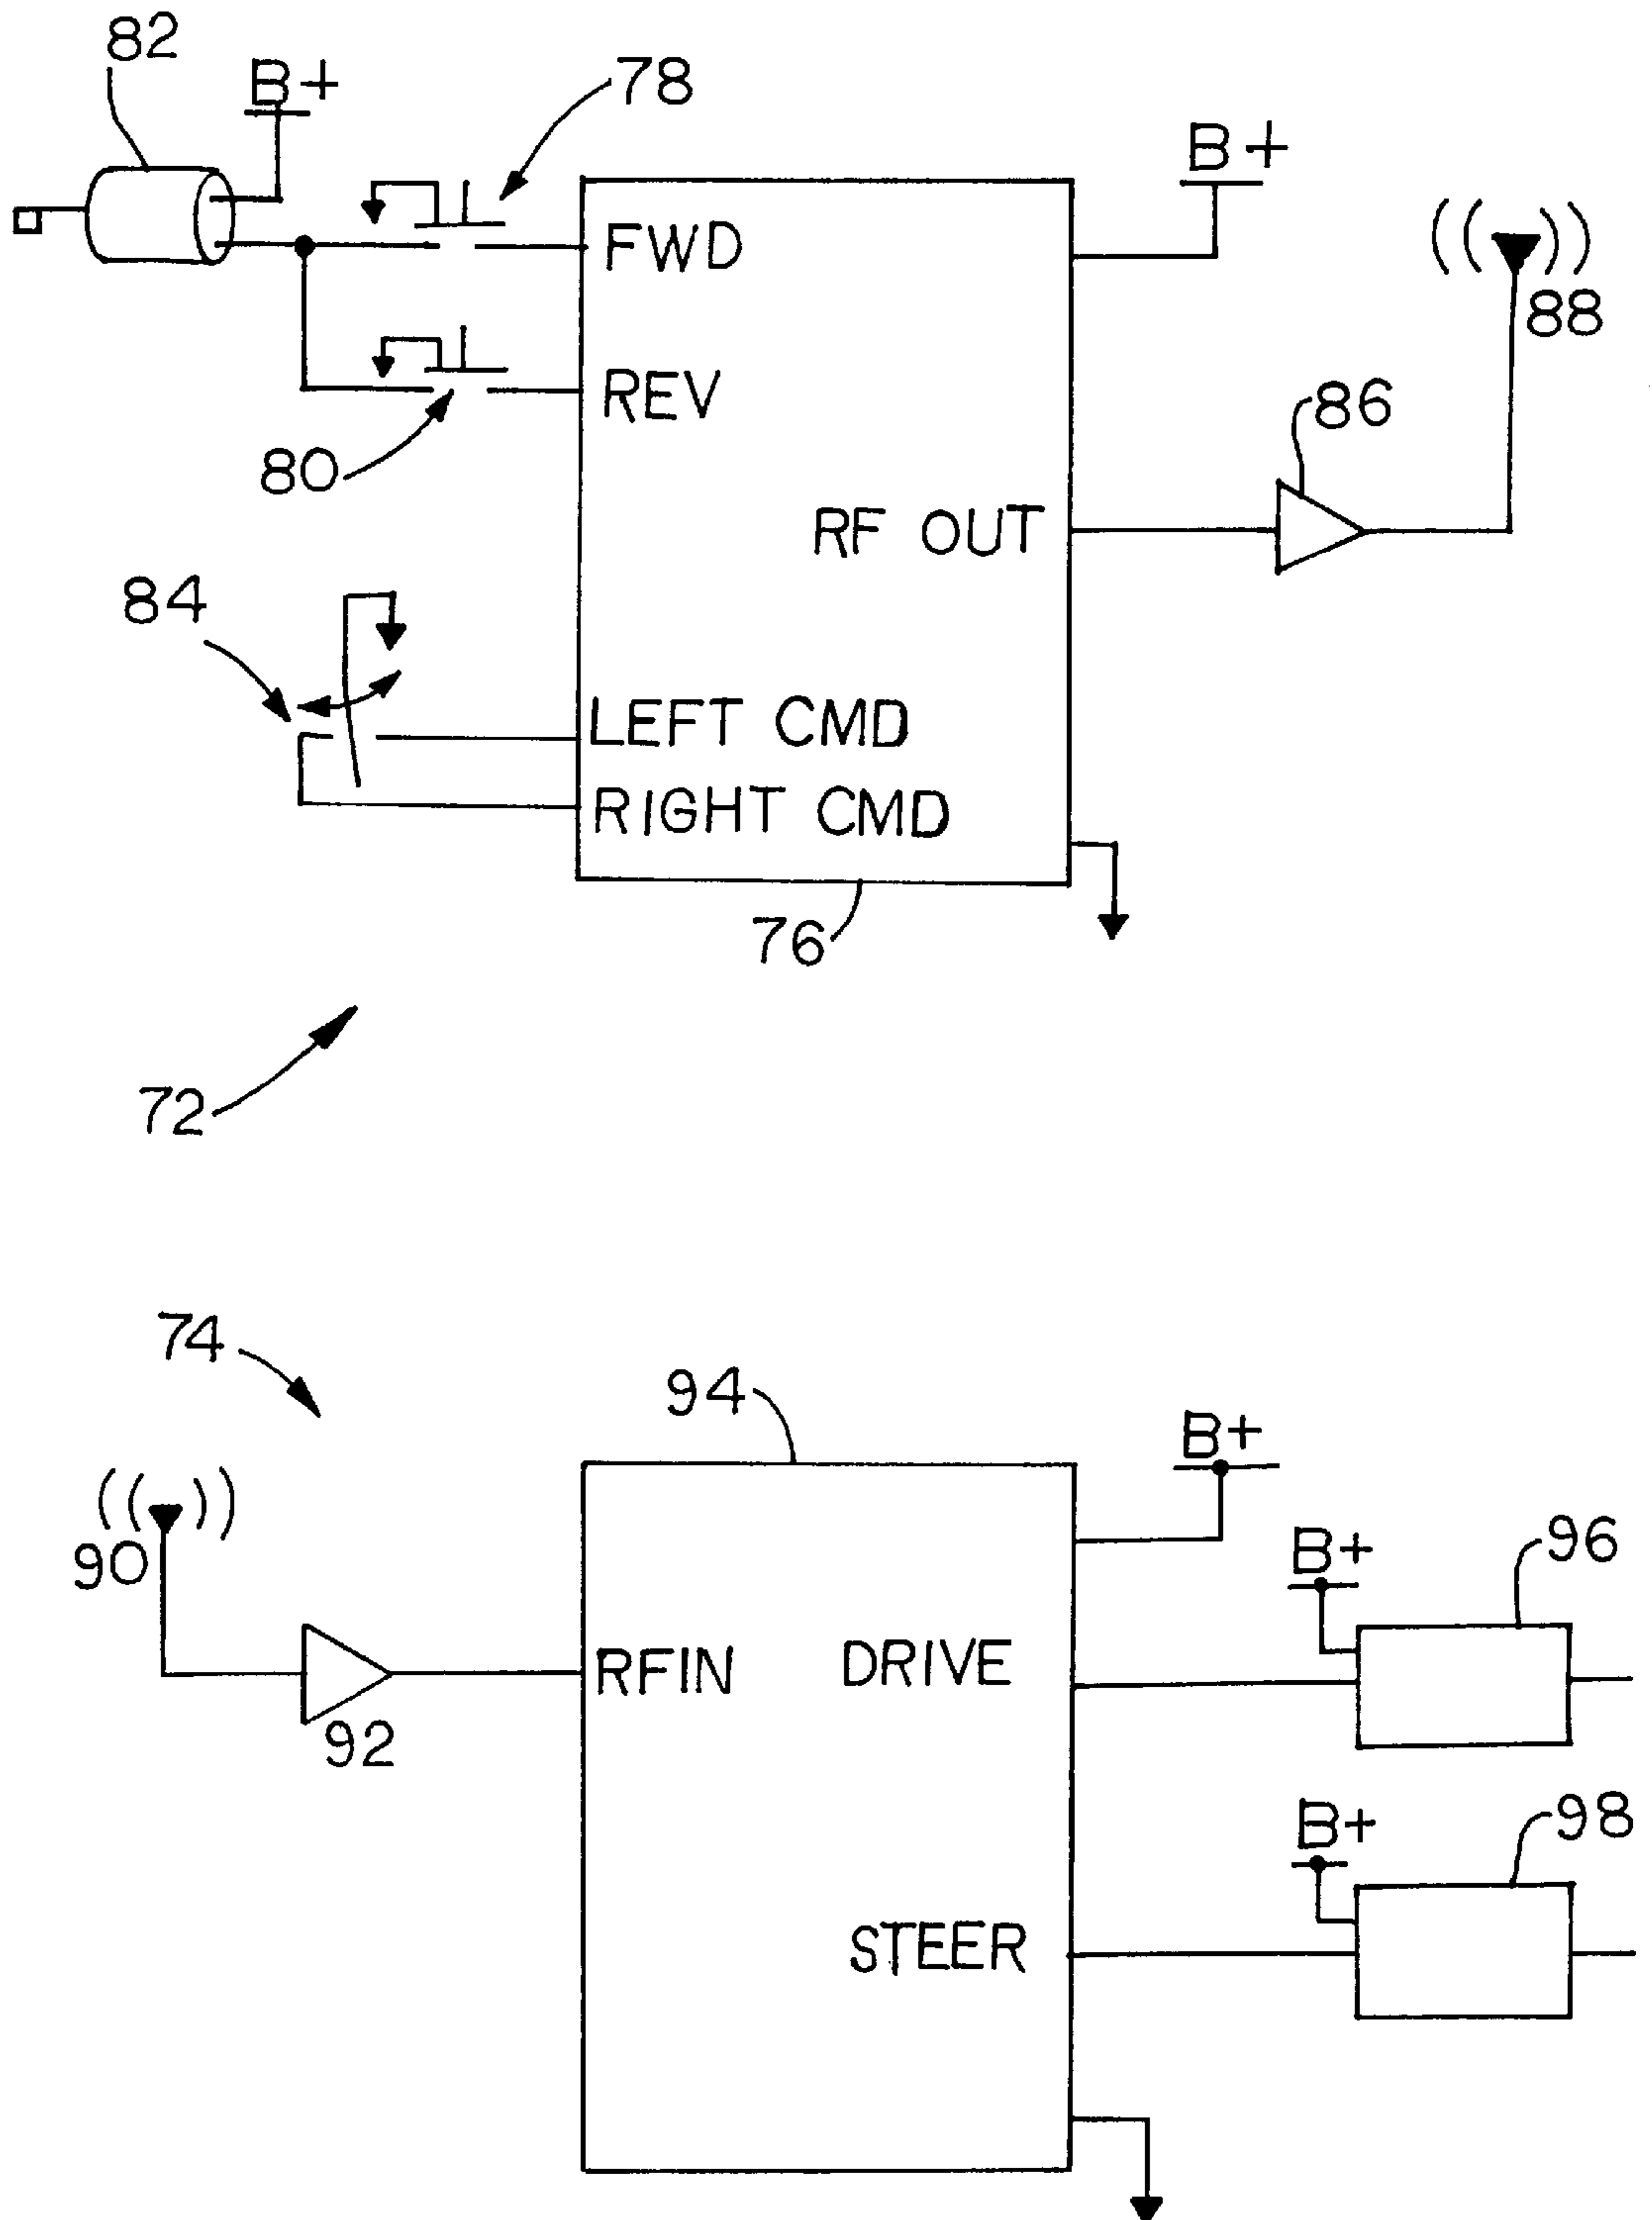 82
B+
78
B+
FWD
88
REV
86
80
RF OUT
84
LEFT CMD
RIGHT CMD
76
72
74
94
B+
90
B+
96
RFIN
DRIVE
92
B+
98
STEER